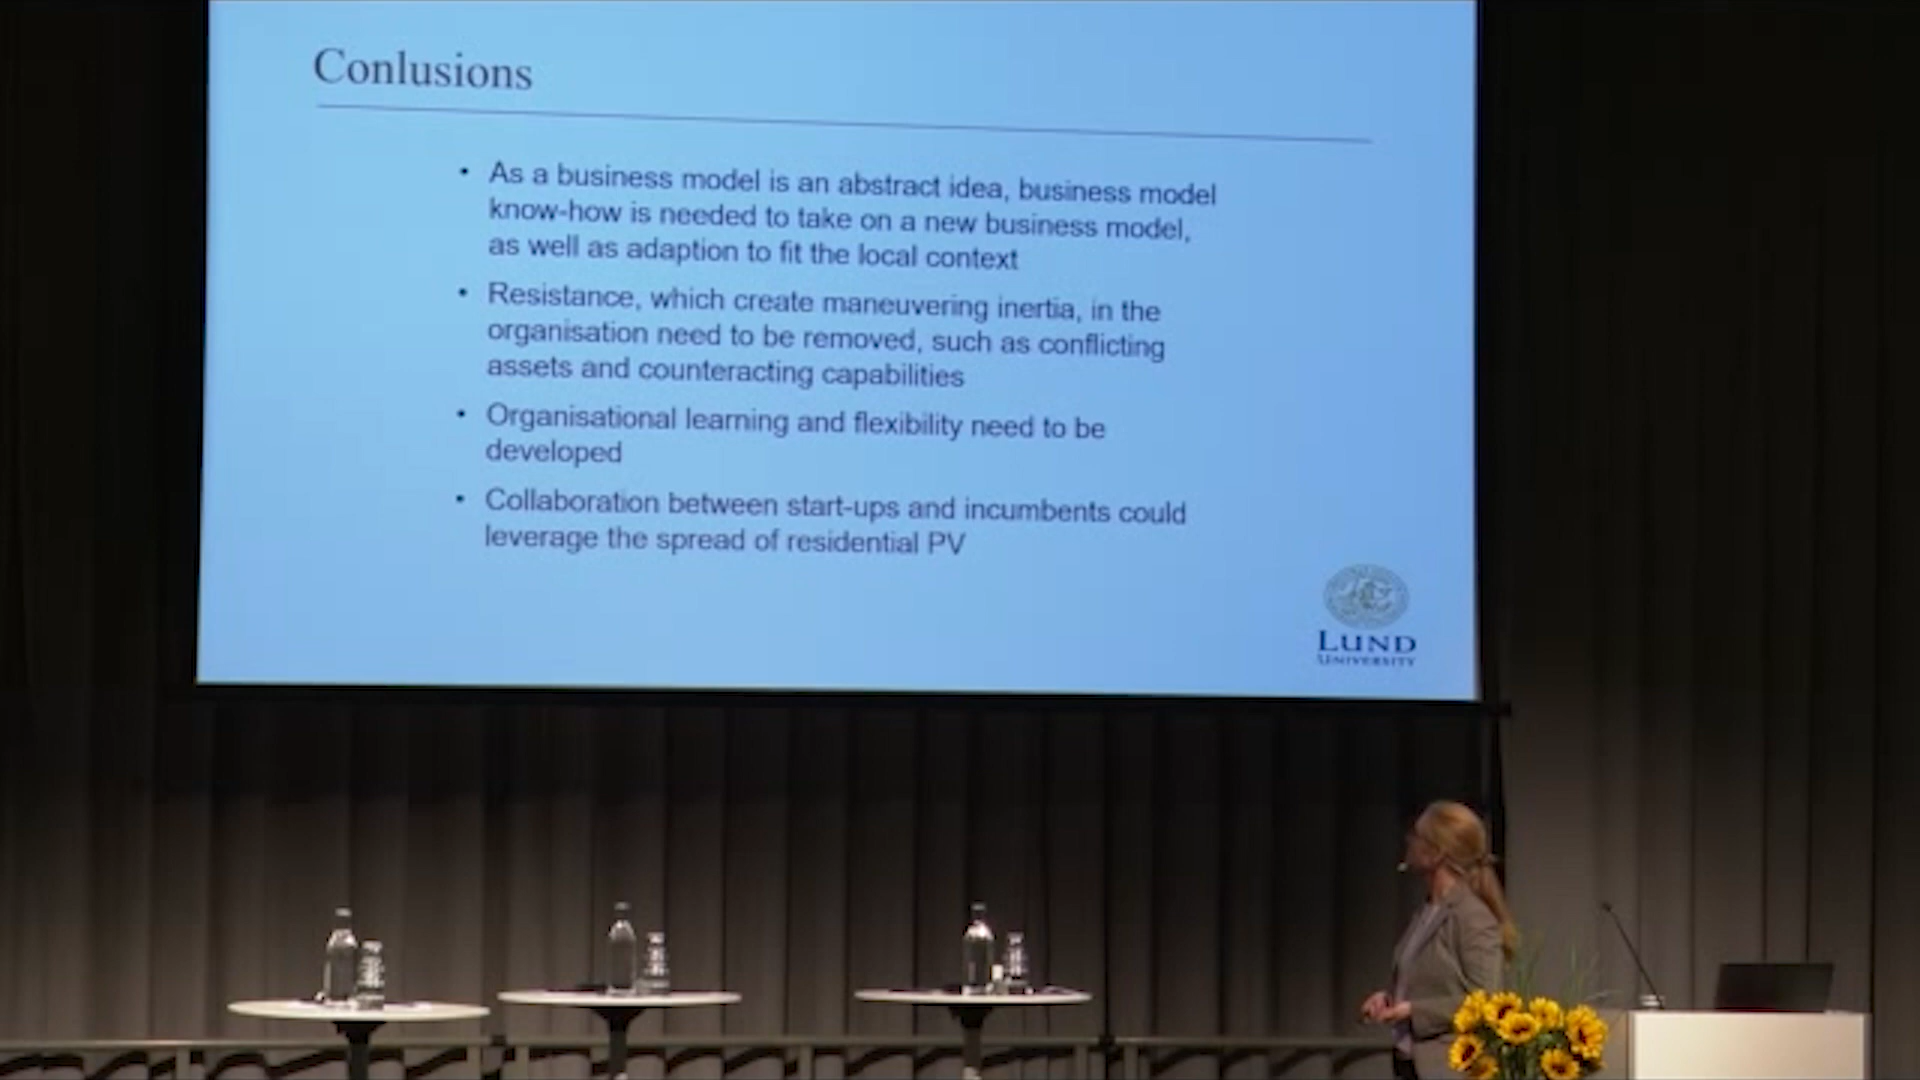 Conlusions
• As a business model is an abstract idea, business model
know-how is needed to take on a new business model,
as well as adaption to fit the local context
• Resistance, which create maneuvering inertia, in the
organisation need to be removed, such as conflicting
assets and counteracting capabilities
• Organisational learning and flexibility need to be
developed
• Collaboration between start-ups and incumbents could
leverage the spread of residential PV
LUND
UNIVERSITY